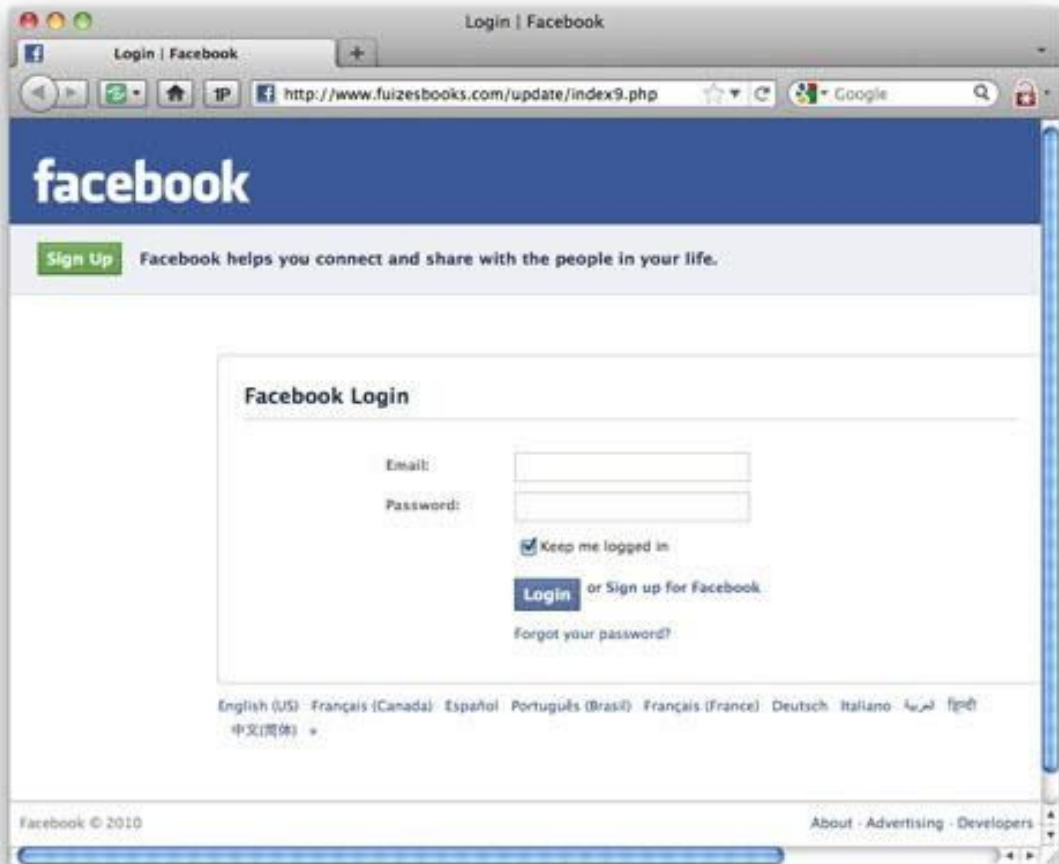 Login | Facebook
Login | Facebook +
1P http://www.fuizesbooks.com/update/index9.php Google
facebook
Sign Up Facebook helps you connect and share with the people in your life.
Facebook Login
Email:
Password:
Keep me logged in
Login or Sign up for Facebook
Forgot your password?
English (US) Français (Canada) Español Português (Brasil) Français (France) Deutsch Italiano العربية हिन्दी
中文(简体) »
Facebook © 2010 About · Advertising · Developers